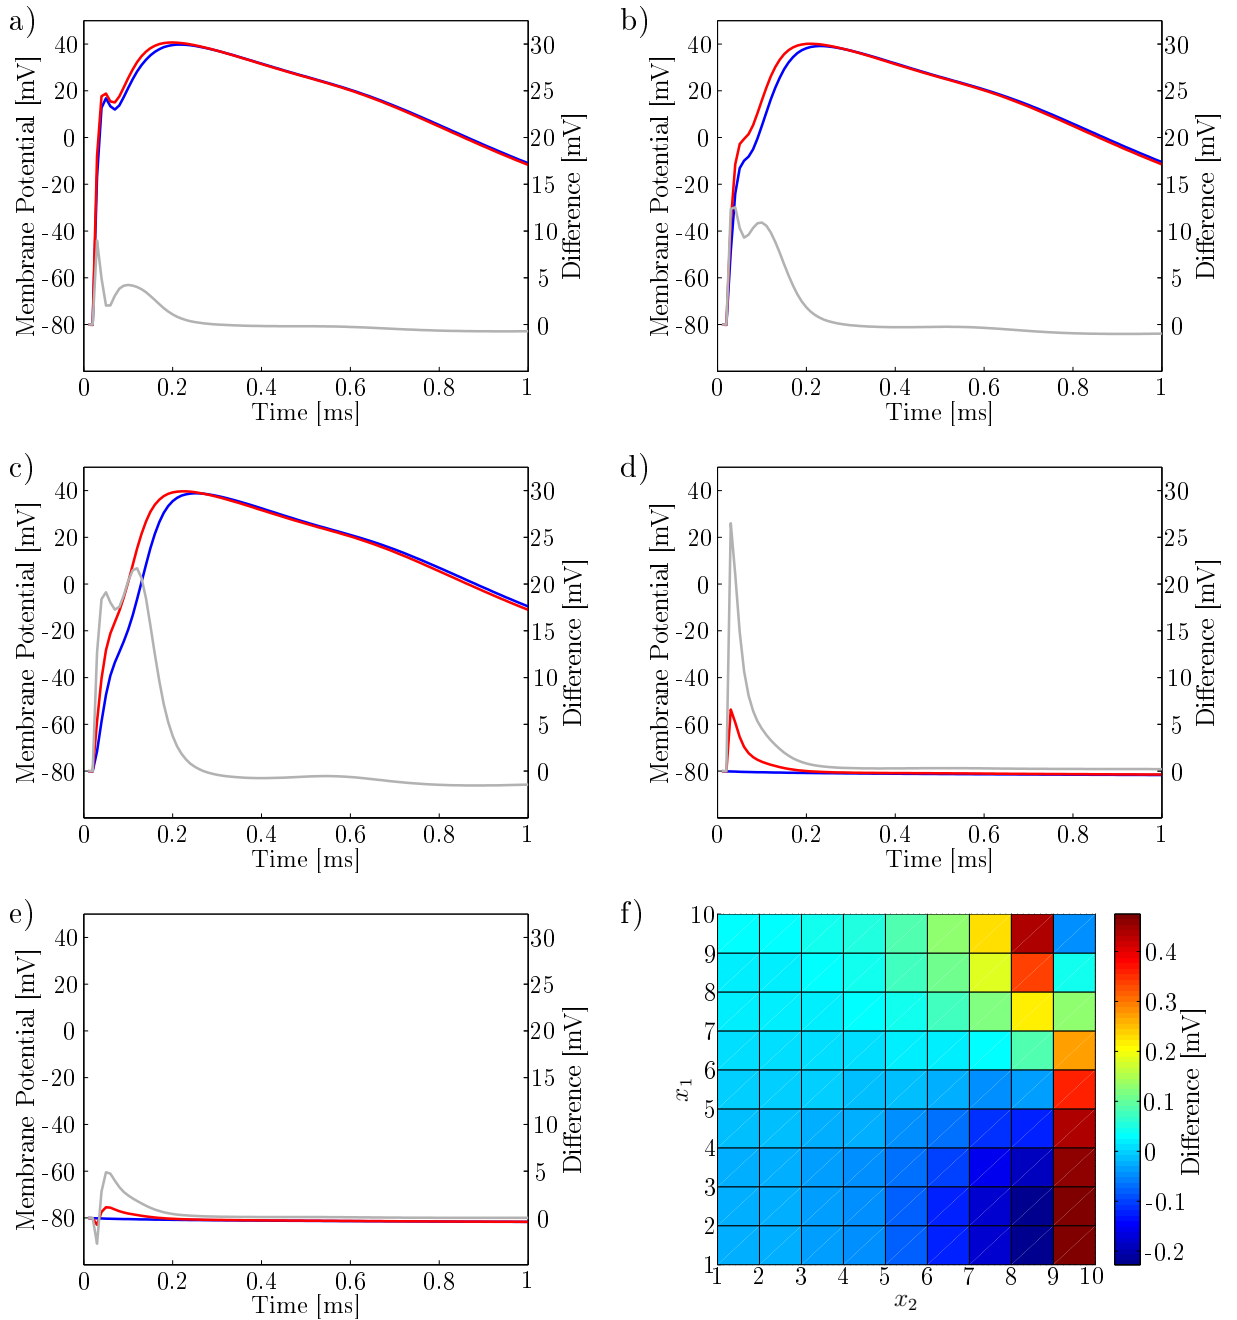 a)
40
20
0
-20
-40
-60
-80
Membrane Potential [mV]
30
25
20
15
10
5
0
Difference [mV]
0 0.2 0.4 0.6 0.8 1
Time [ms]
b)
40
20
0
-20
-40
-60
-80
Membrane Potential [mV]
30
25
20
15
10
5
0
Difference [mV]
0 0.2 0.4 0.6 0.8 1
Time [ms]
c)
40
20
0
-20
-40
-60
-80
Membrane Potential [mV]
30
25
20
15
10
5
0
Difference [mV]
0 0.2 0.4 0.6 0.8 1
Time [ms]
d)
40
20
0
-20
-40
-60
-80
Membrane Potential [mV]
30
25
20
15
10
5
0
Difference [mV]
0 0.2 0.4 0.6 0.8 1
Time [ms]
e)
40
20
0
-20
-40
-60
-80
Membrane Potential [mV]
30
25
20
15
10
5
0
Difference [mV]
0 0.2 0.4 0.6 0.8 1
Time [ms]
f)
10
9
8
7
6
5
4
3
2
1
x₁
1 2 3 4 5 6 7 8 9 10
x₂
0.4
0.3
0.2
0.1
0
-0.1
-0.2
Difference [mV]